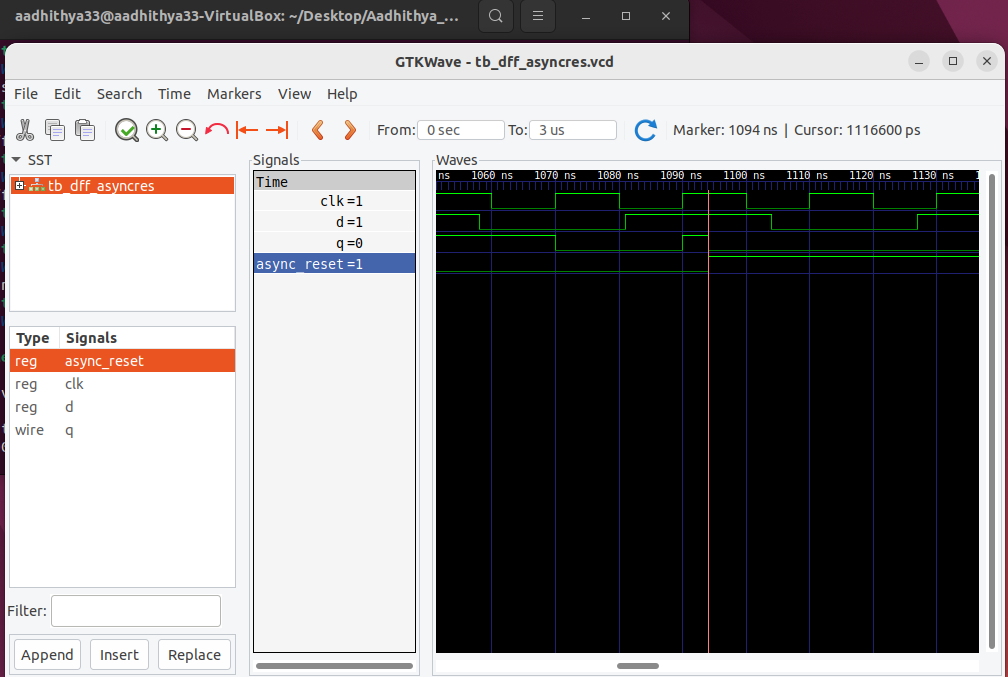 aadhithya33@aadhithya33-VirtualBox: ~/Desktop/Aadhithya_...
GTKWave - tb_dff_asyncres.vcd
File Edit Search Time Markers View Help
From: 0 sec To: 3 us Marker: 1094 ns | Cursor: 1116600 ps
SST
tb_dff_asyncres
Type Signals
reg async_reset
reg clk
reg d
wire q
Filter:
Append Insert Replace
Signals
Time
clk=1
d=1
q=0
async_reset=1
Waves
ns 1060 ns 1070 ns 1080 ns 1090 ns 1100 ns 1110 ns 1120 ns 1130 ns